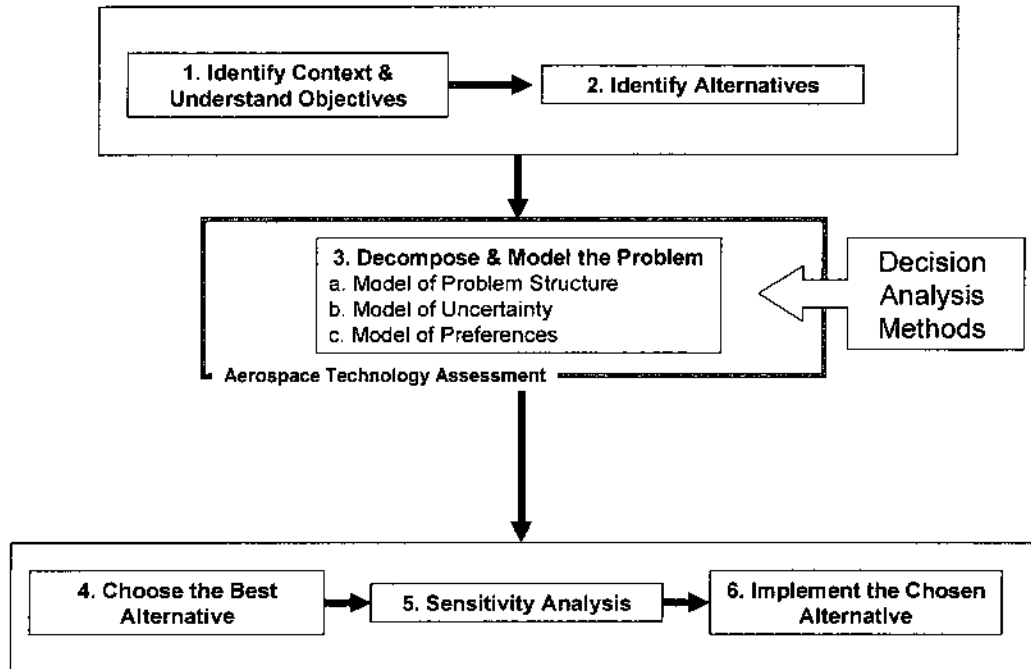 1. Identify Context &
Understand Objectives
2. Identify Alternatives
3. Decompose & Model the Problem
a. Model of Problem Structure
b. Model of Uncertainty
c. Model of Preferences
Decision
Analysis
Methods
Aerospace Technology Assessment
4. Choose the Best
Alternative
5. Sensitivity Analysis
6. Implement the Chosen
Alternative